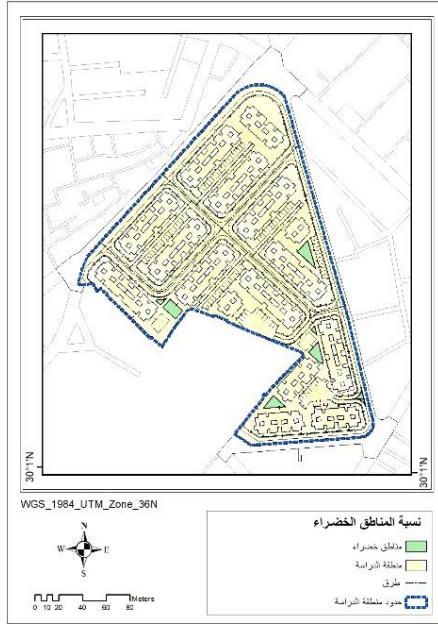 30°1'N
30°1'N
WGS_1984_UTM_Zone_36N
N
W
E
S
0 10 20 40 60 80
Meters
نسبة المناطق الخضراء
مناطق خضراء
منطقة الدراسة
طرق
حدود منطقة الدراسة